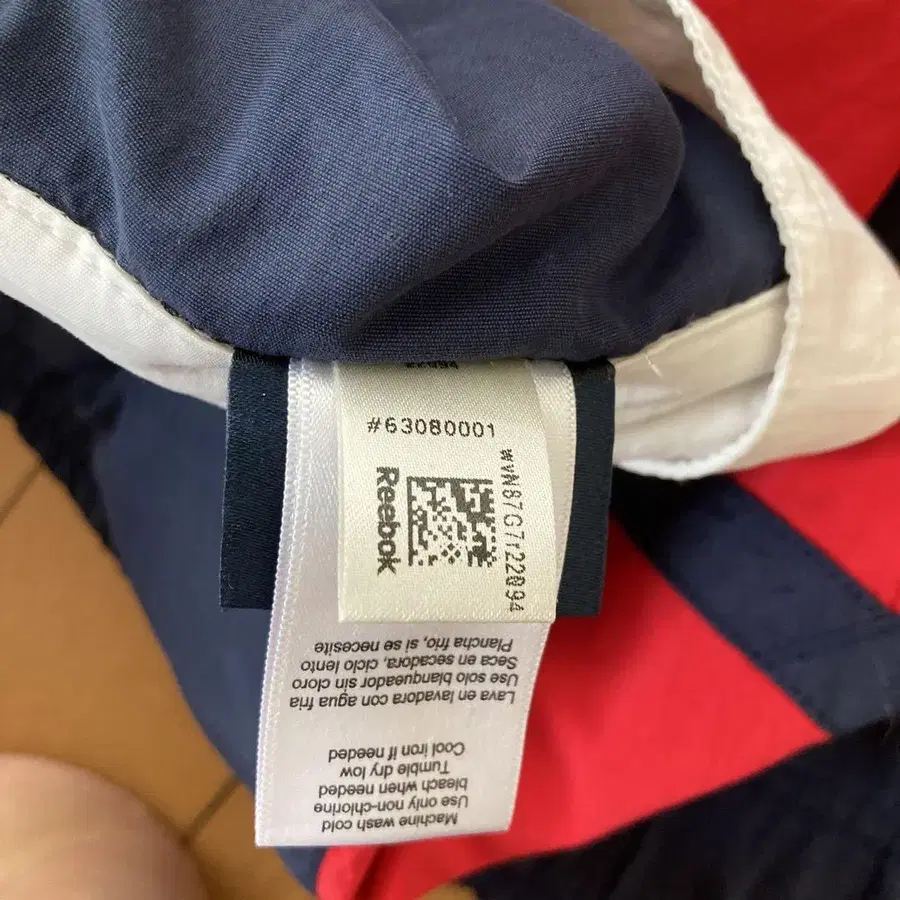 #63080001
Reebok
Machine wash cold
Use only non-chlorine
bleach when needed
Tumble dry low
Cool iron if needed
Lava en lavadora con agua fria
Use solo blanqueador sin cloro
Seca en secadora, ciclo lento
Plancha frio, si se necesite